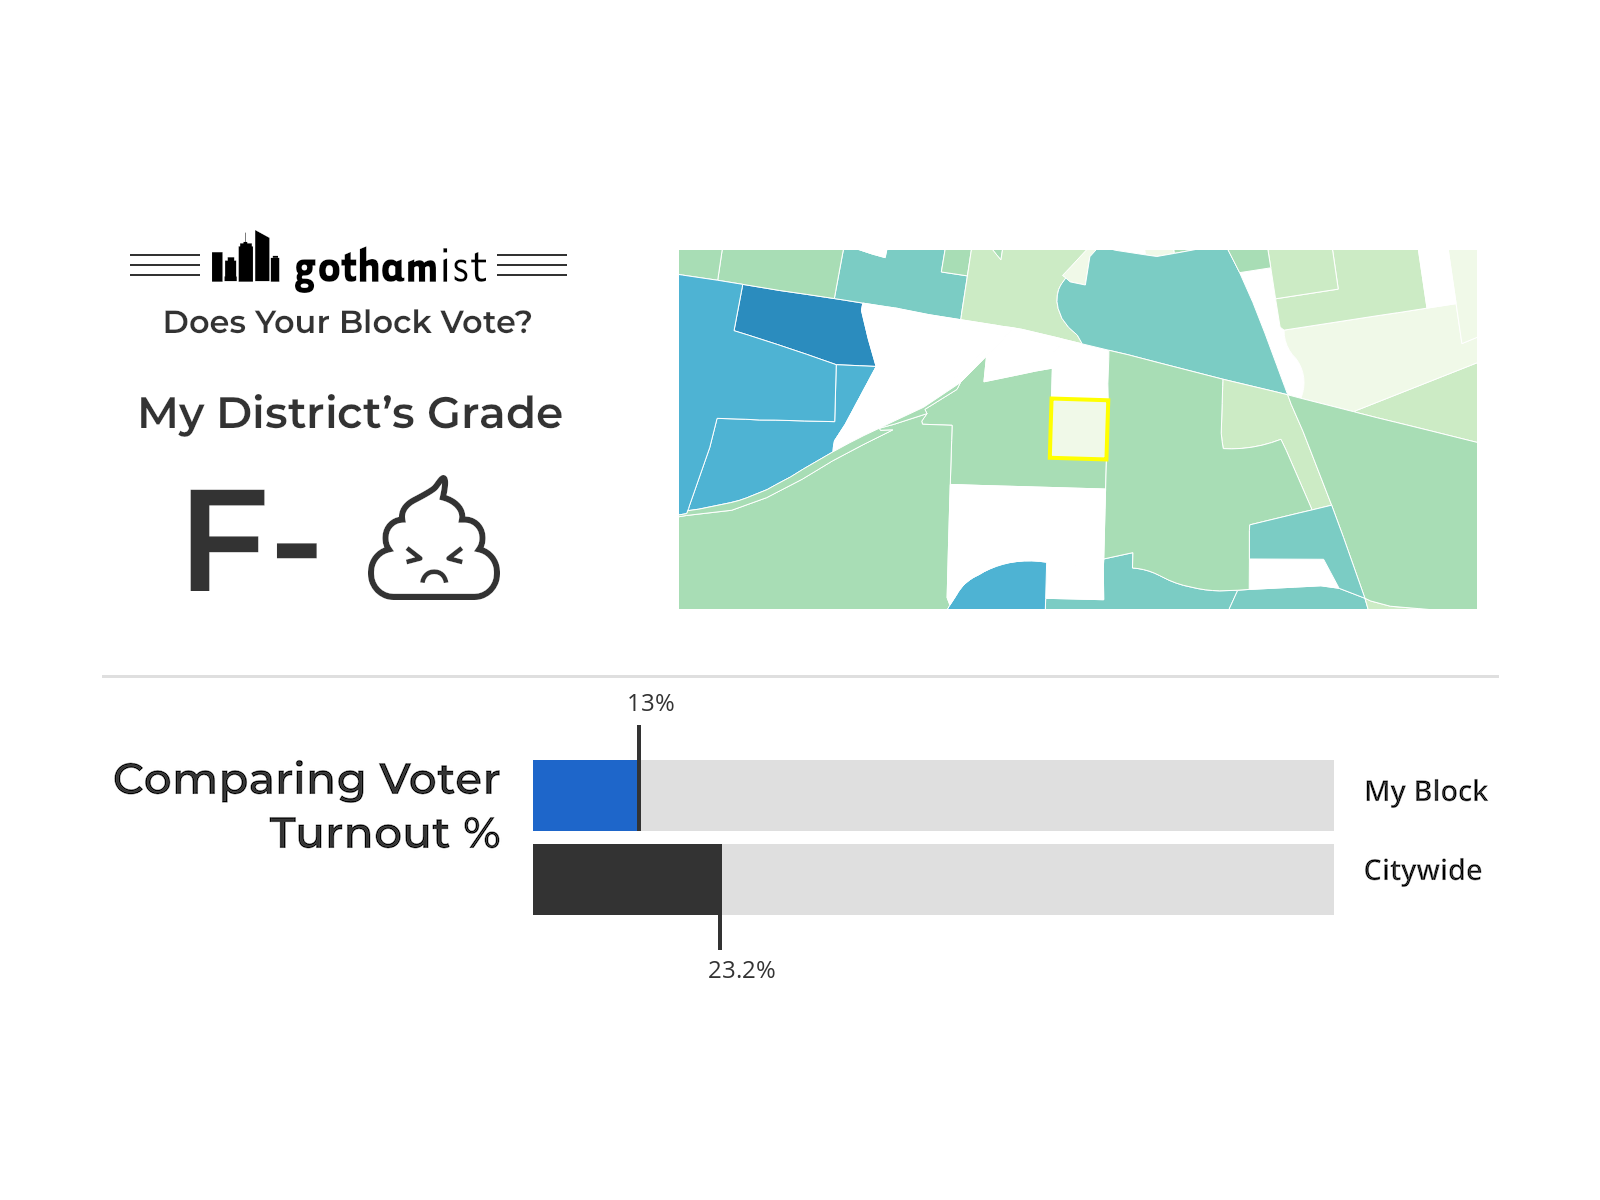 gothamist
Does Your Block Vote?
My District’s Grade
F-
13%
Comparing Voter
Turnout %
My Block
Citywide
23.2%